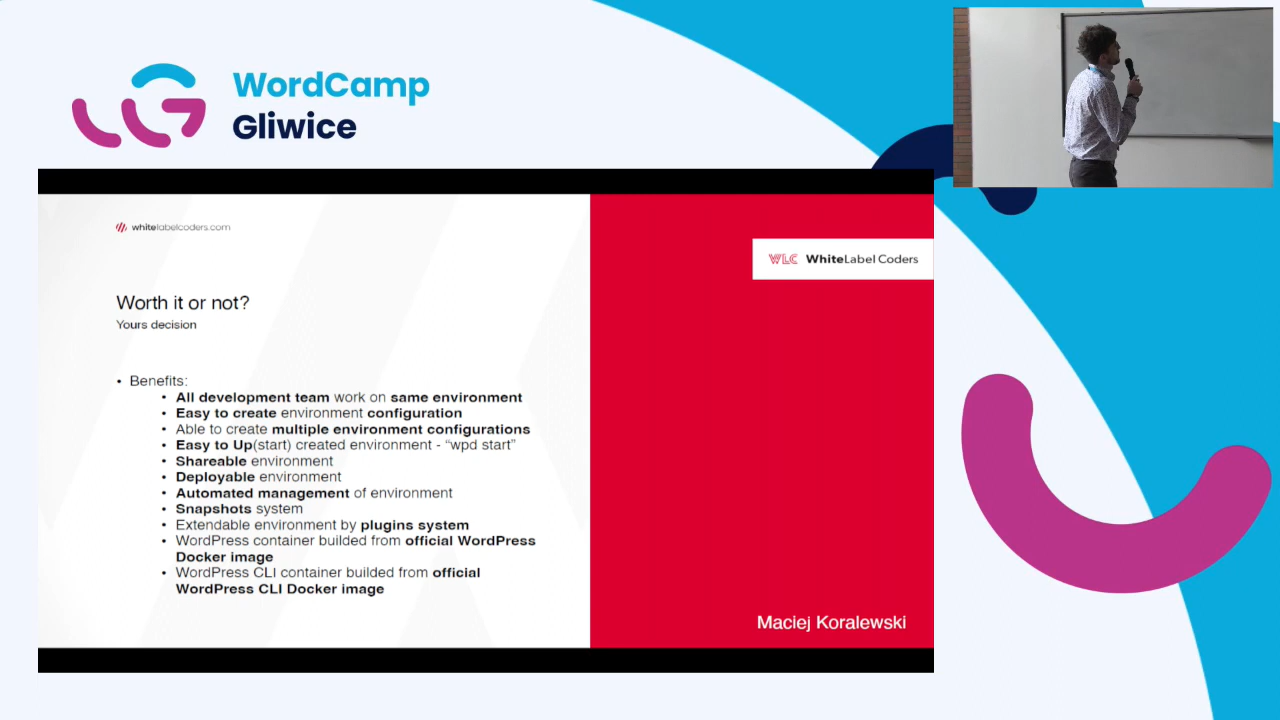 WordCamp
Gliwice
whitelabelcoders.com
WLC WhiteLabel Coders
Worth it or not?
Yours decision
• Benefits:
• All development team work on same environment
• Easy to create environment configuration
• Able to create multiple environment configurations
• Easy to Up(start) created environment - “wpd start”
• Shareable environment
• Deployable environment
• Automated management of environment
• Snapshots system
• Extendable environment by plugins system
• WordPress container builded from official WordPress
Docker image
• WordPress CLI container builded from official
WordPress CLI Docker image
Maciej Koralewski